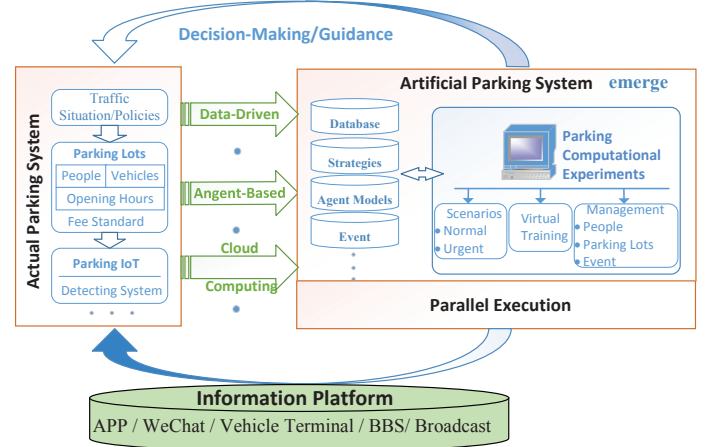 Decision-Making/Guidance
Actual Parking System
Traffic
Situation/Policies
Parking Lots
People Vehicles
Opening Hours
Fee Standard
Parking IoT
Detecting System
Data-Driven
Angent-Based
Cloud
Computing
Artificial Parking System emerge
Database
Strategies
Agent Models
Event
Parking
Computational
Experiments
Scenarios
• Normal
• Urgent
Virtual
Training
Management
• People
• Parking Lots
• Event
Parallel Execution
Information Platform
APP / WeChat / Vehicle Terminal / BBS/ Broadcast